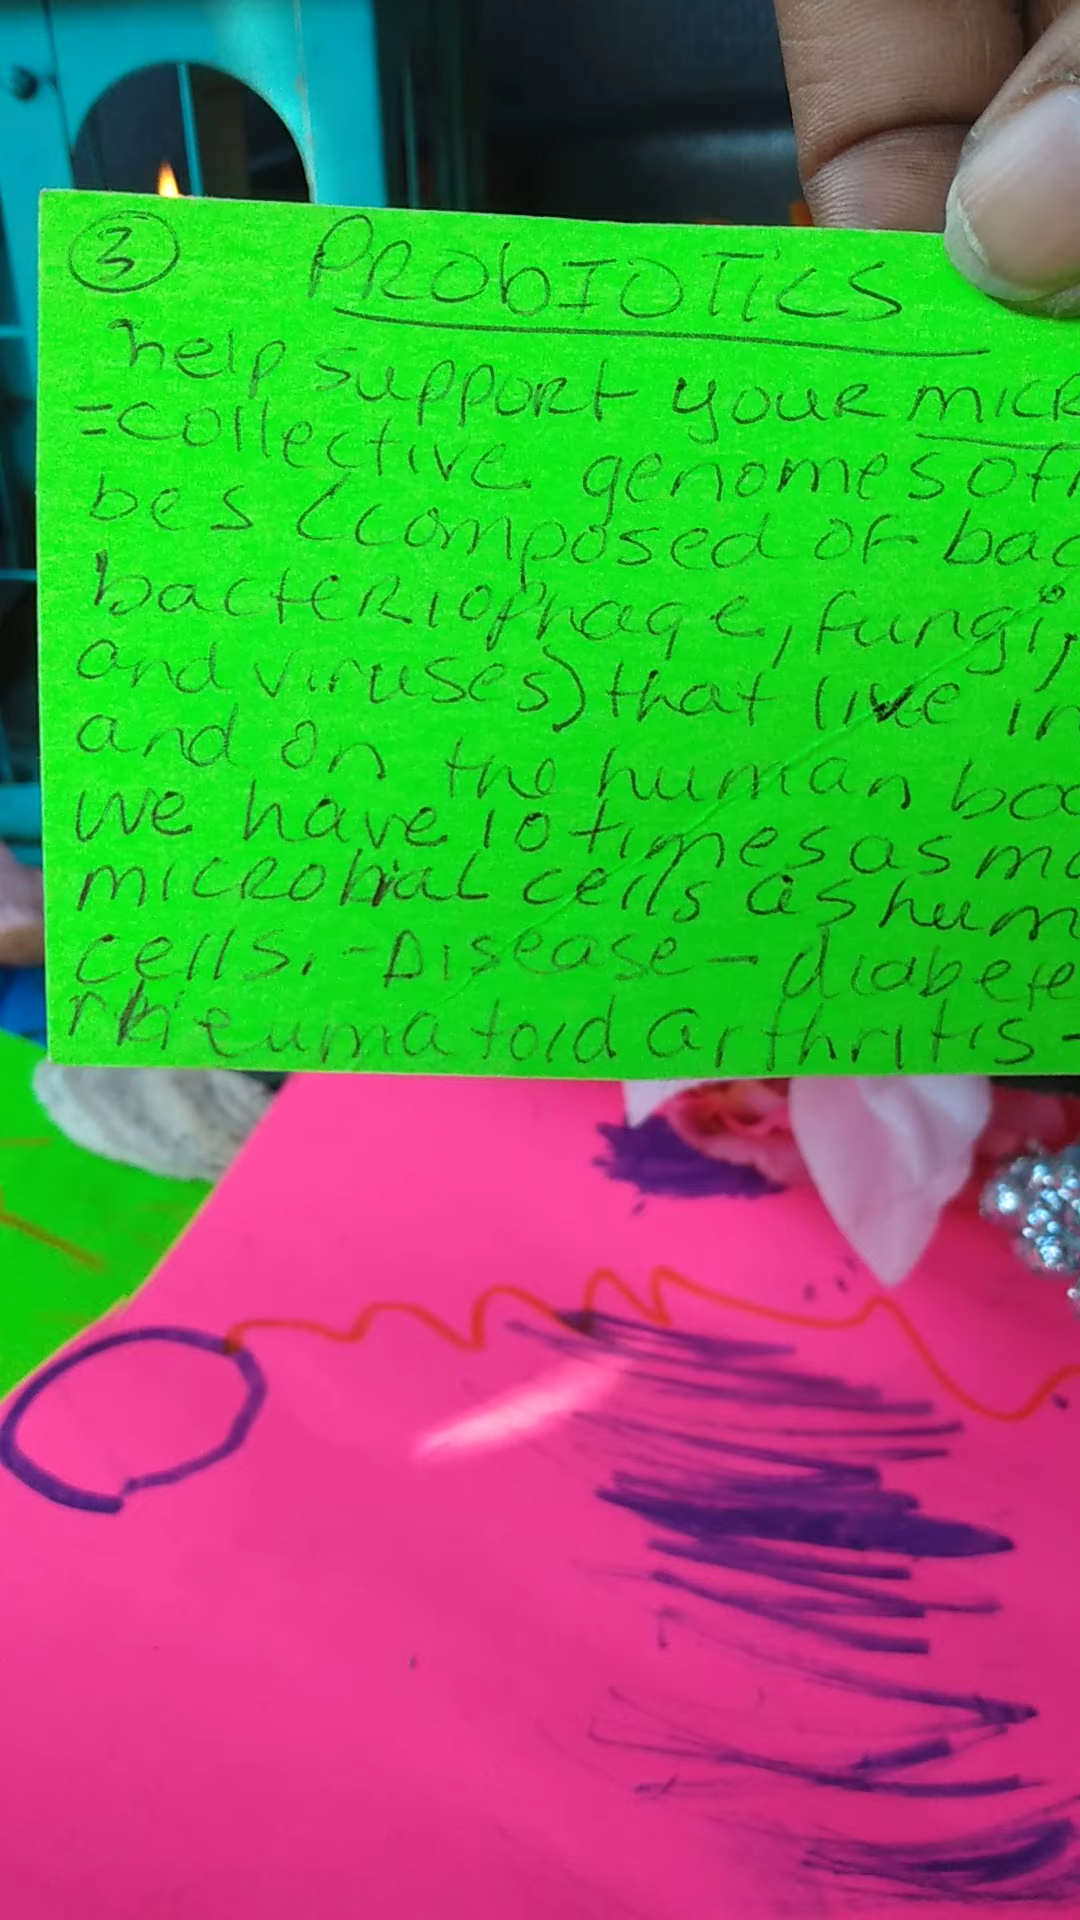 3 PRObIOTiCS
help support your
=collective genomes of
bes (composed of
bacteriophage, fungi,
and viruses) that live in
and on the human
we have 10 times as
microbial cells as
cells. - Disease -
rheumatoid arthritis -